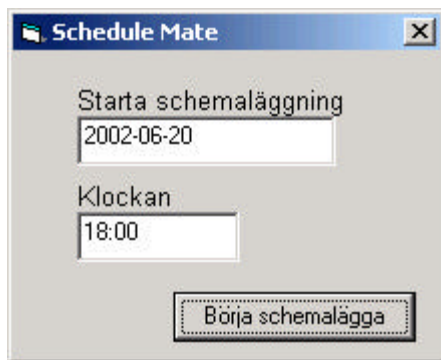 Schedule Mate
Starta schemaläggning
2002-06-20
Klockan
18:00
Börja schemalägga